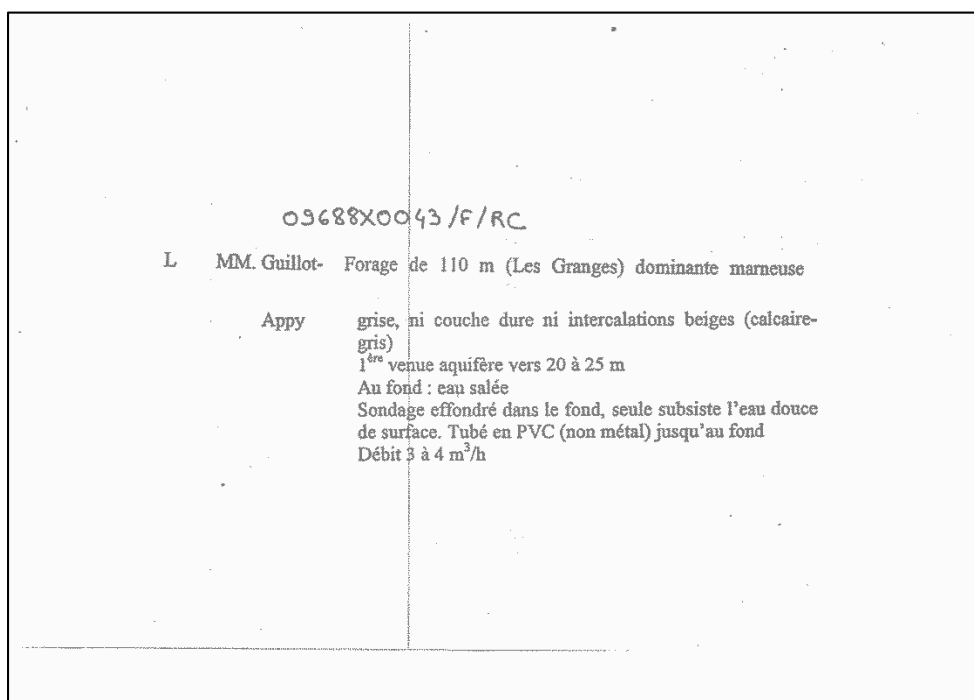 09688X0043/F/RC
L MM. Guillot- Forage de 110 m (Les Granges) dominante marneuse
Appy grise, ni couche dure ni intercalations beiges (calcaire-
gris)
1ère venue aquifère vers 20 à 25 m
Au fond : eau salée
Sondage effondré dans le fond, seule subsiste l'eau douce
de surface. Tubé en PVC (non métal) jusqu'au fond
Débit 3 à 4 m³/h